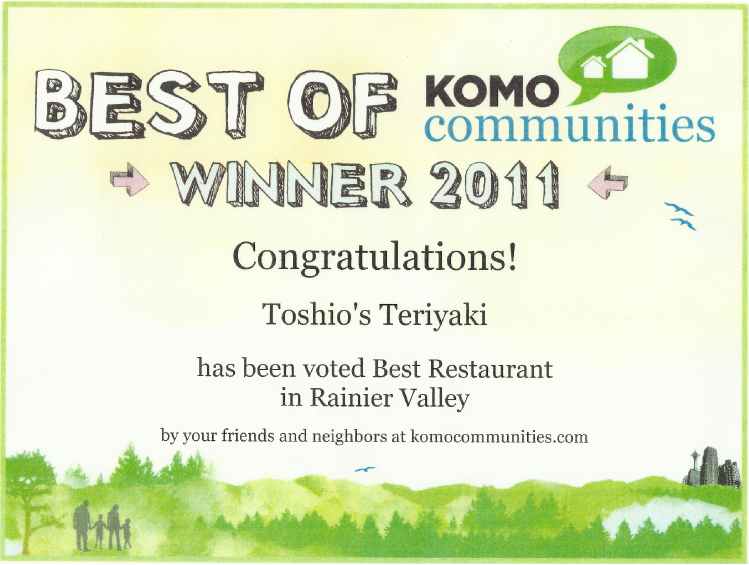 BEST OF KOMO communities
WINNER 2011
Congratulations!
Toshio's Teriyaki
has been voted Best Restaurant
in Rainier Valley
by your friends and neighbors at komocommunities.com